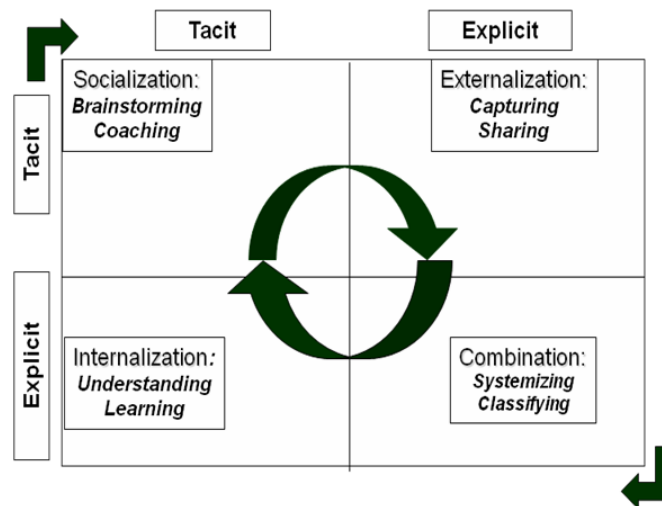 Tacit
Explicit
Socialization:
Brainstorming
Coaching
Externalization:
Capturing
Sharing
Tacit
Explicit
Internalization:
Understanding
Learning
Combination:
Systemizing
Classifying